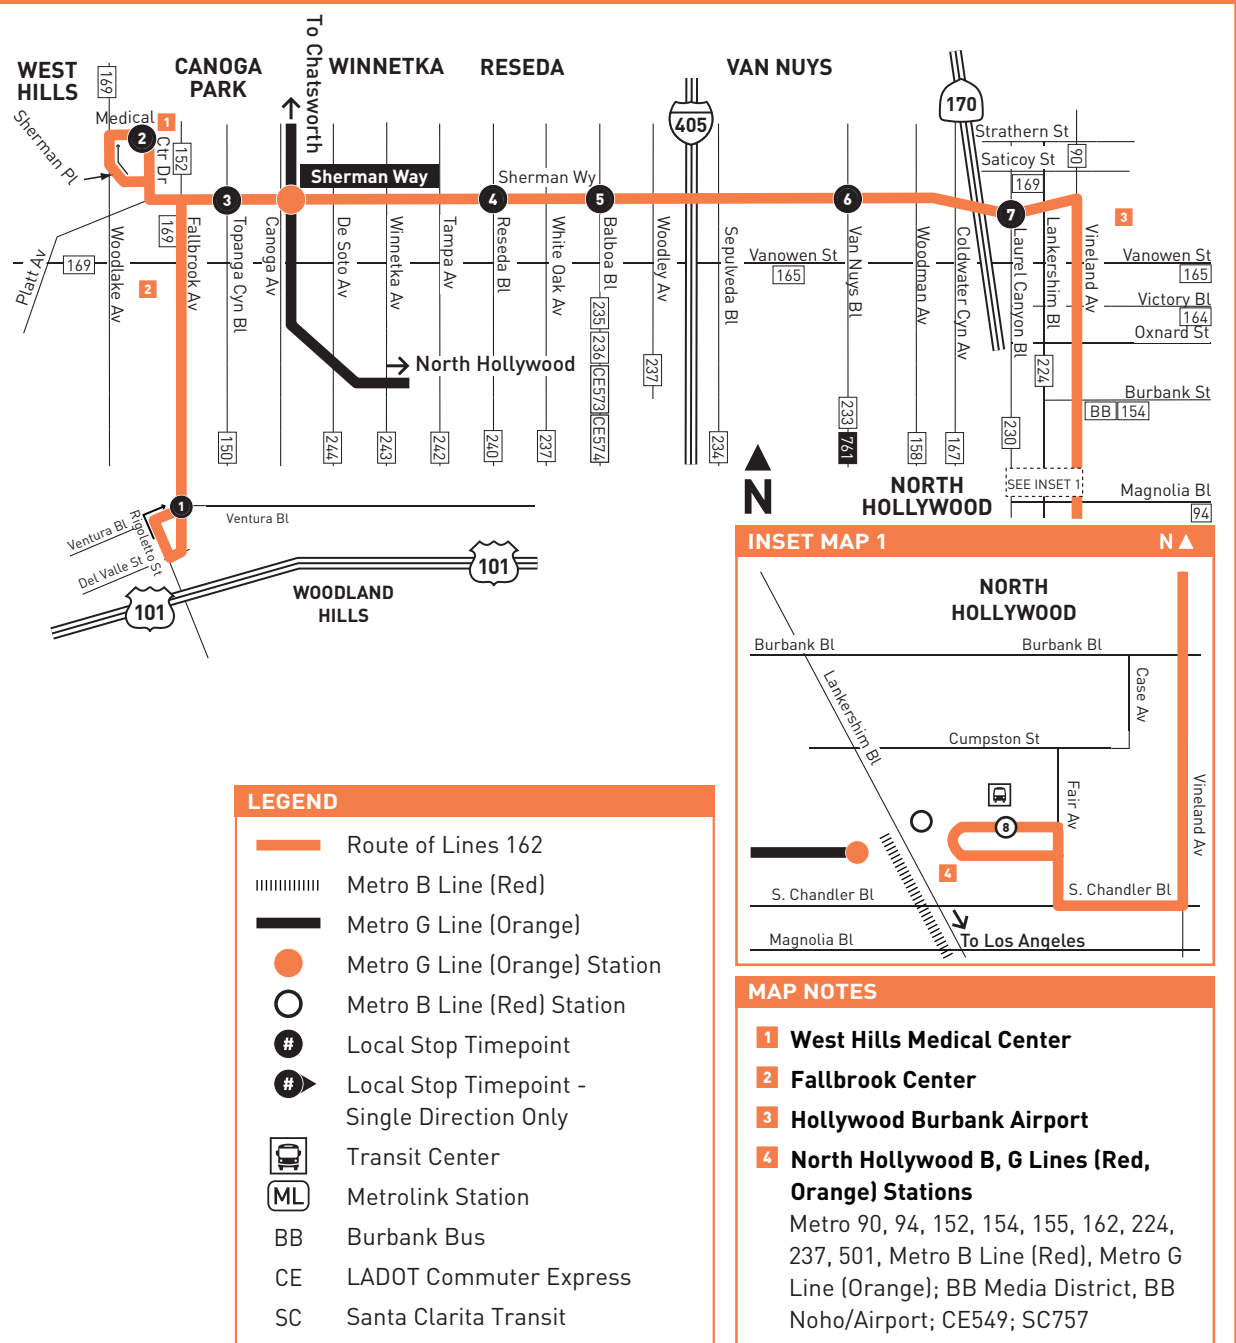 To Chatsworth
WEST
HILLS
CANOGA
PARK
WINNETKA
RESEDA
VAN NUYS
169
Medical
Ctr Dr
1
2
Sherman Pl
152
405
170
Strathern St
Saticoy St
90
169
Sherman Way
Sherman Wy
3
4
5
6
7
3
169
169
2
Platt Av
Woodlake Av
Fallbrook Av
Topanga Cyn Bl
Canoga Av
De Soto Av
Winnetka Av
Tampa Av
Reseda Bl
White Oak Av
Balboa Bl
Woodley Av
Sepulveda Bl
Vanowen St
165
Van Nuys Bl
Woodman Av
Coldwater Cyn Av
Laurel Canyon Bl
Lankershim Bl
Vineland Av
Vanowen St
165
Victory Bl
164
Oxnard St
Burbank St
BB
154
North Hollywood
235
236
CE573
CE574
237
224
150
244
243
242
240
237
234
233
761
158
167
230
N
NORTH
HOLLYWOOD
SEE INSET 1
Magnolia Bl
94
1
Ventura Bl
Ventura Bl
Rigoletto St
Del Valle St
101
101
WOODLAND
HILLS
INSET MAP 1
N
NORTH
HOLLYWOOD
Burbank Bl
Burbank Bl
Lankershim Bl
Case Av
Cumpston St
Fair Av
Vineland Av
8
4
S. Chandler Bl
S. Chandler Bl
Magnolia Bl
To Los Angeles
LEGEND
Route of Lines 162
Metro B Line (Red)
Metro G Line (Orange)
Metro G Line (Orange) Station
Metro B Line (Red) Station
# Local Stop Timepoint
# Local Stop Timepoint -
Single Direction Only
Transit Center
ML Metrolink Station
BB Burbank Bus
CE LADOT Commuter Express
SC Santa Clarita Transit
MAP NOTES
1 West Hills Medical Center
2 Fallbrook Center
3 Hollywood Burbank Airport
4 North Hollywood B, G Lines (Red,
Orange) Stations
Metro 90, 94, 152, 154, 155, 162, 224,
237, 501, Metro B Line (Red), Metro G
Line (Orange); BB Media District, BB
Noho/Airport; CE549; SC757